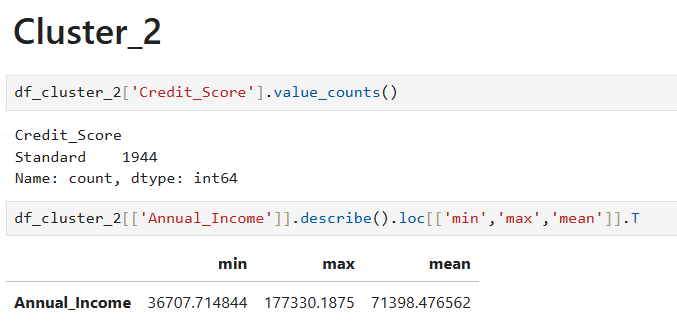 Cluster_2
df_cluster_2['Credit_Score'].value_counts()
Credit_Score
Standard    1944
Name: count, dtype: int64
df_cluster_2[['Annual_Income']].describe().loc[['min','max','mean']].T
min max mean
Annual_Income 36707.714844 177330.1875 71398.476562